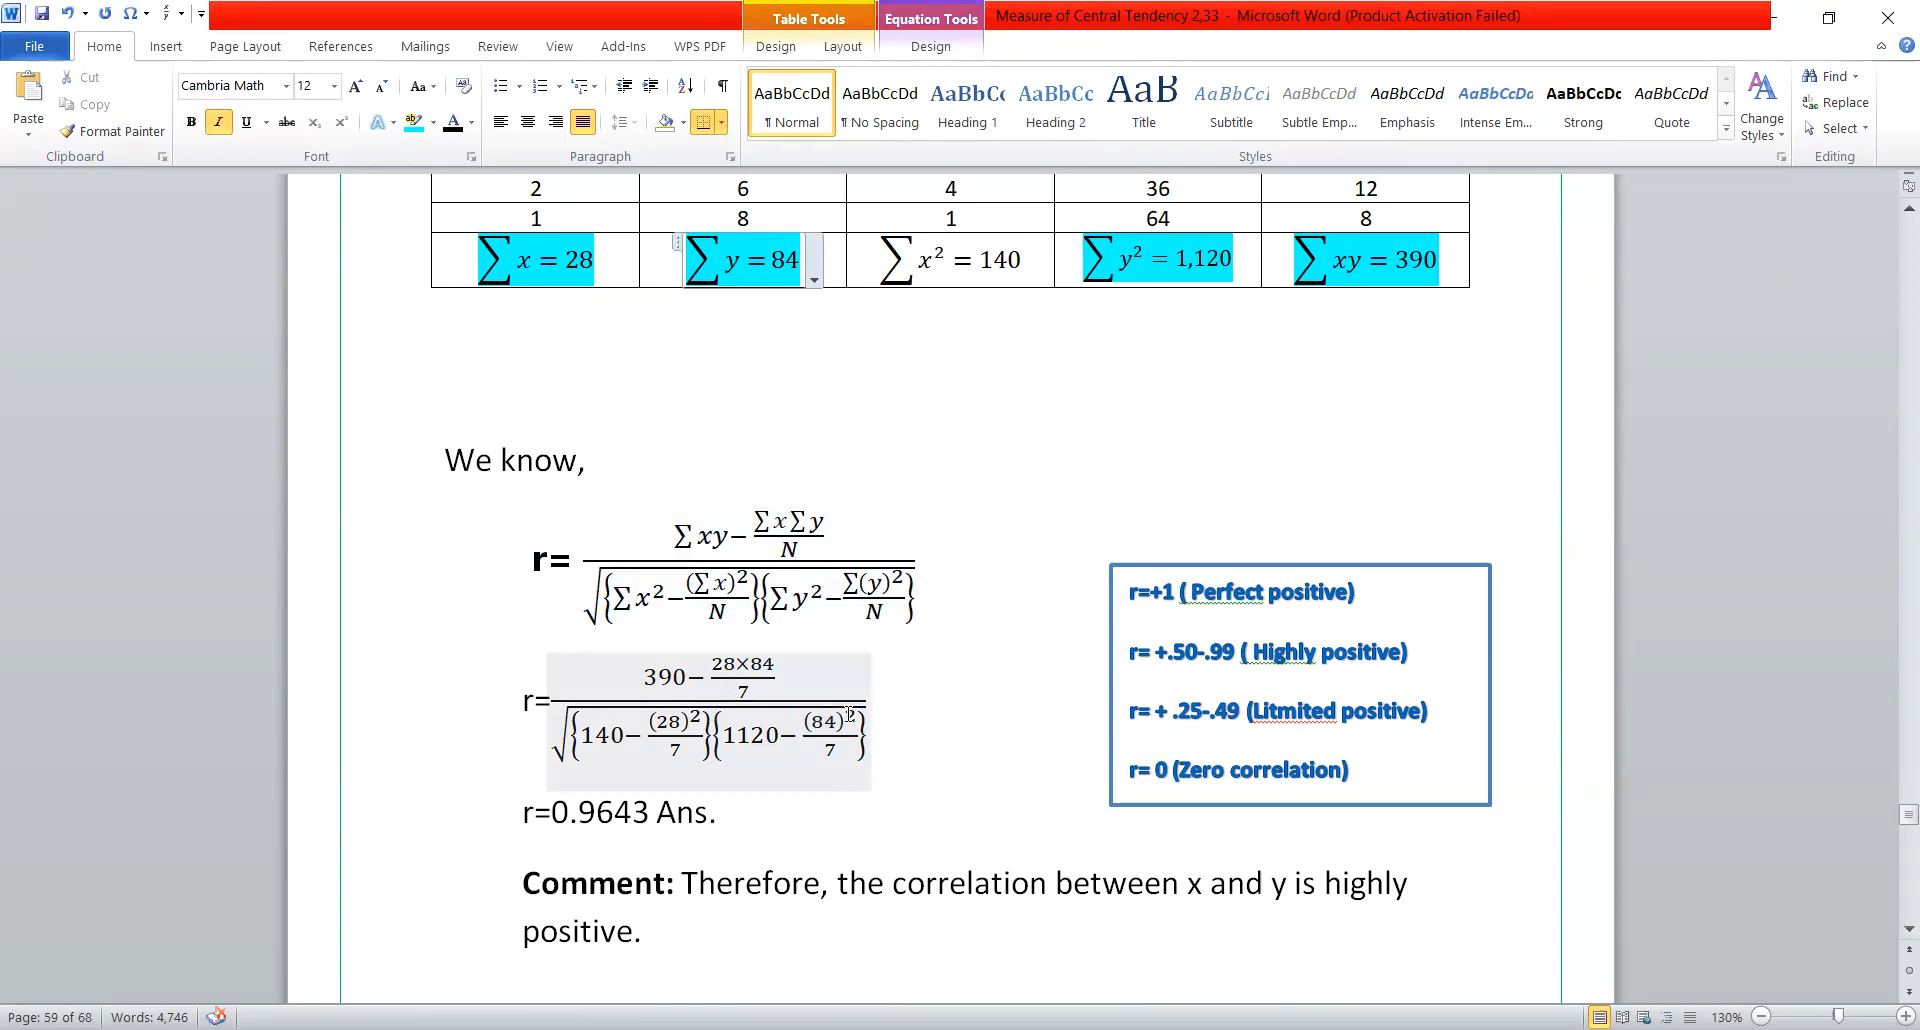 Table Tools Equation Tools Measure of Central Tendency 2,33 - Microsoft Word (Product Activation Failed)
File Home Insert Page Layout References Mailings Review View Add-Ins WPS PDF Design Layout Design
Cut
Copy
Paste
Format Painter
Clipboard
Cambria Math 12
Font
Paragraph
AaBbCcDd AaBbCcDd AaBbCc AaBbCc AaB AaBbCcI AaBbCcDd AaBbCcDd AaBbCcDd AaBbCcDc AaBbCcDd
¶ Normal ¶ No Spacing Heading 1 Heading 2 Title Subtitle Subtle Emp... Emphasis Intense Em... Strong Quote
Styles
Change Styles
Find
Replace
Select
Editing
2 6 4 36 12
1 8 1 64 8
∑x = 28 ∑y = 84 ∑x² = 140 ∑y² = 1,120 ∑xy = 390
We know,
r= (∑xy − (∑x∑y)/N) / √({∑x² − (∑x)²/N}{∑y² − ∑(y)²/N})
r= (390 − (28×84)/7) / √({140 − (28)²/7}{1120 − (84)²/7})
r=0.9643 Ans.
r=+1 ( Perfect positive)
r= +.50-.99 ( Highly positive)
r= + .25-.49 (Litmited positive)
r= 0 (Zero correlation)
Comment: Therefore, the correlation between x and y is highly
positive.
Page: 59 of 68 Words: 4,746 130%